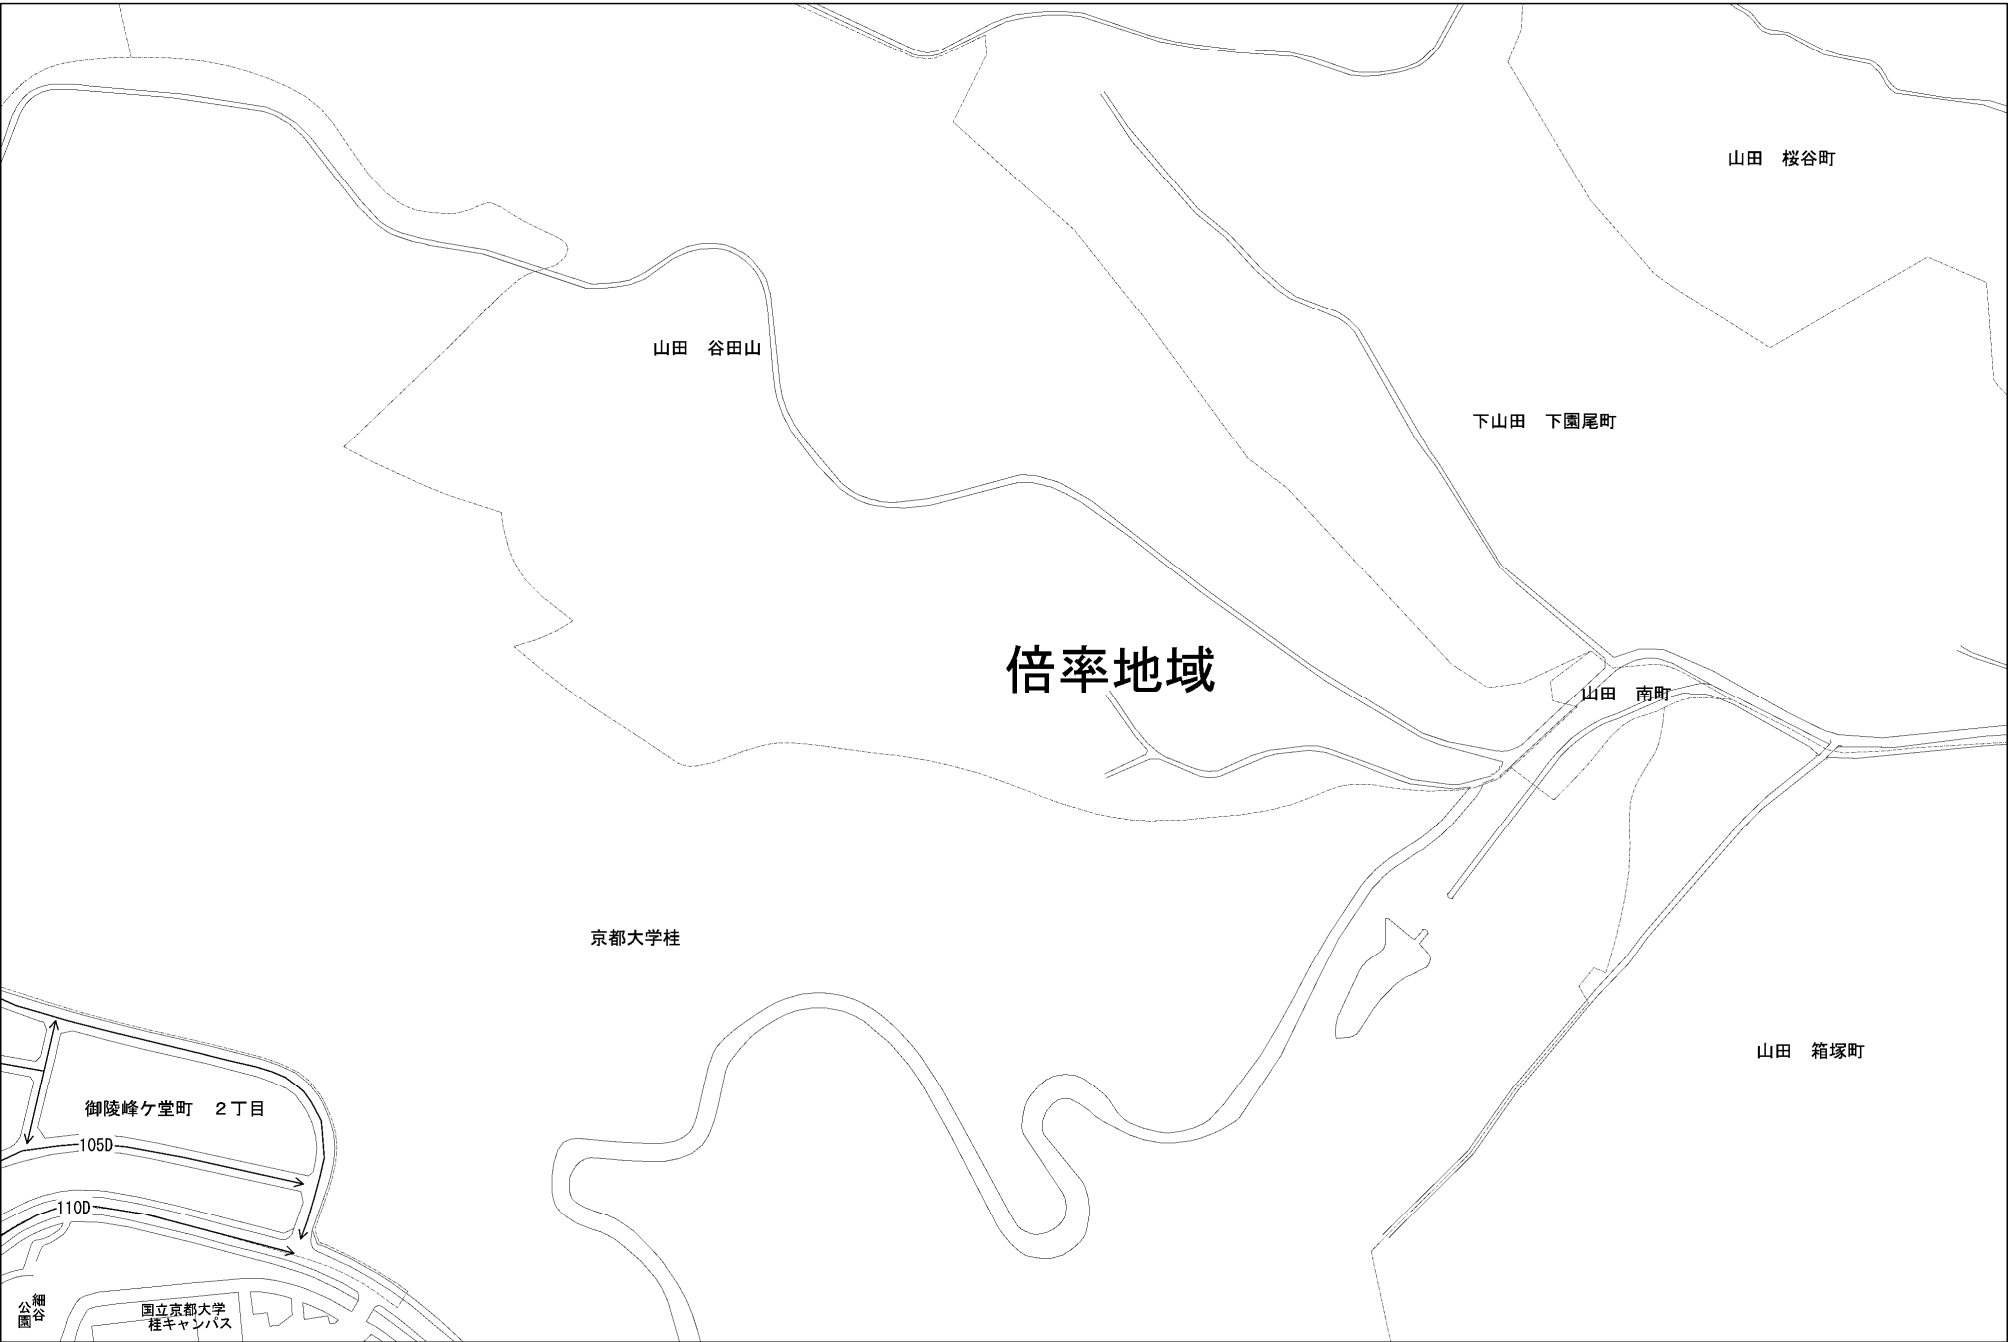 山田　桜谷町
山田　谷田山
下山田　下園尾町
倍率地域
山田　南町
京都大学桂
山田　箱塚町
御陵峰ケ堂町　２丁目
105D
110D
細谷
公園
国立京都大学
桂キャンパス